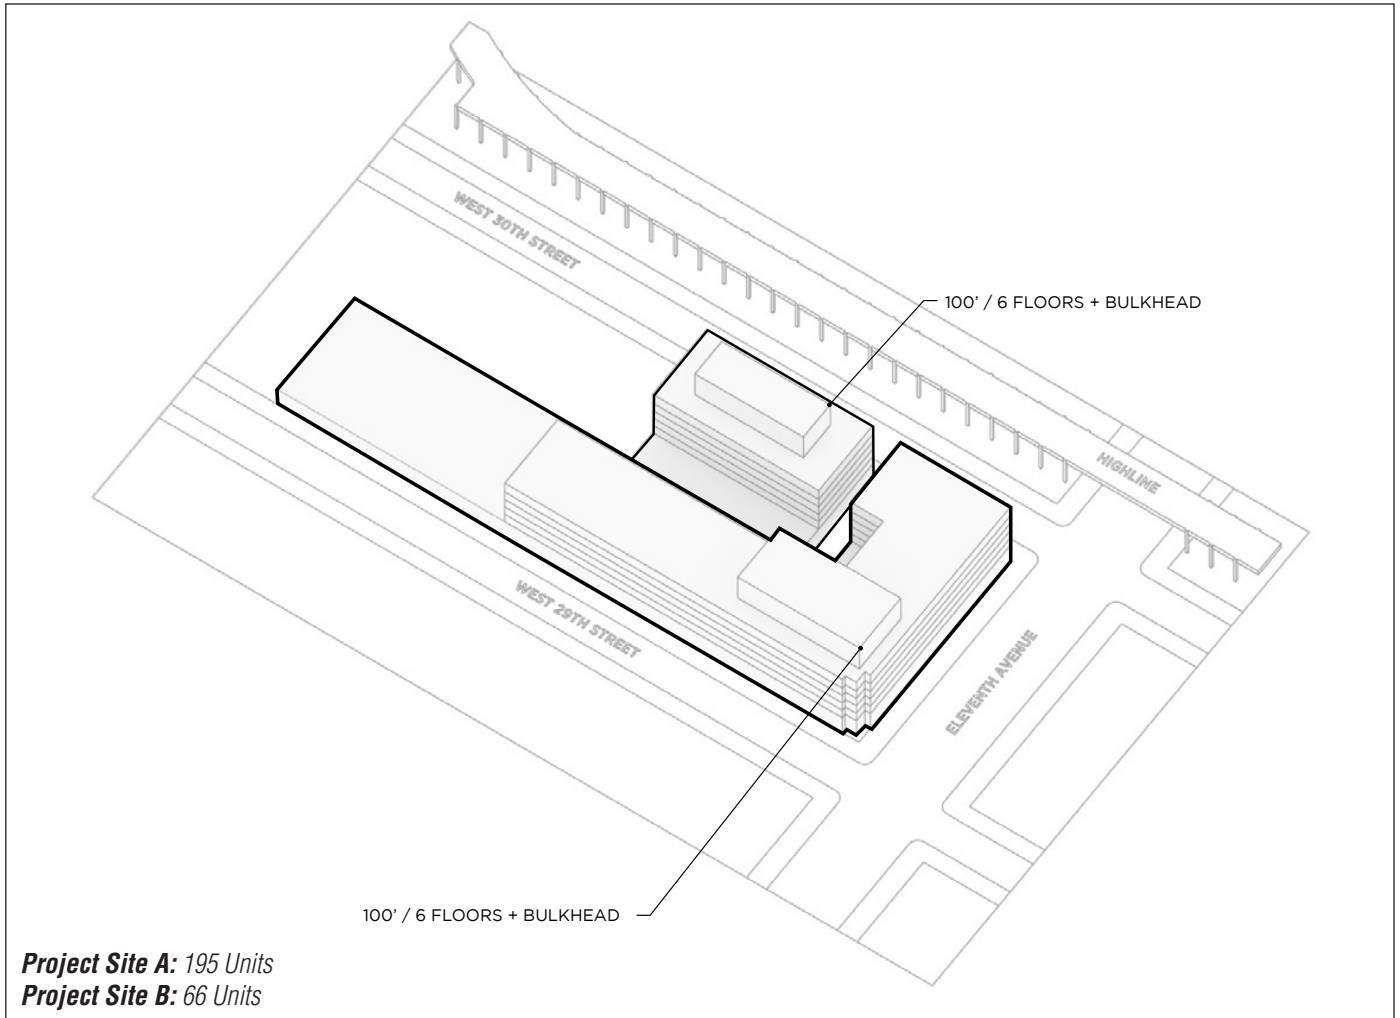 WEST 30TH STREET
100' / 6 FLOORS + BULKHEAD
HIGHLINE
WEST 29TH STREET
ELEVENTH AVENUE
100' / 6 FLOORS + BULKHEAD
Project Site A: 195 Units
Project Site B: 66 Units